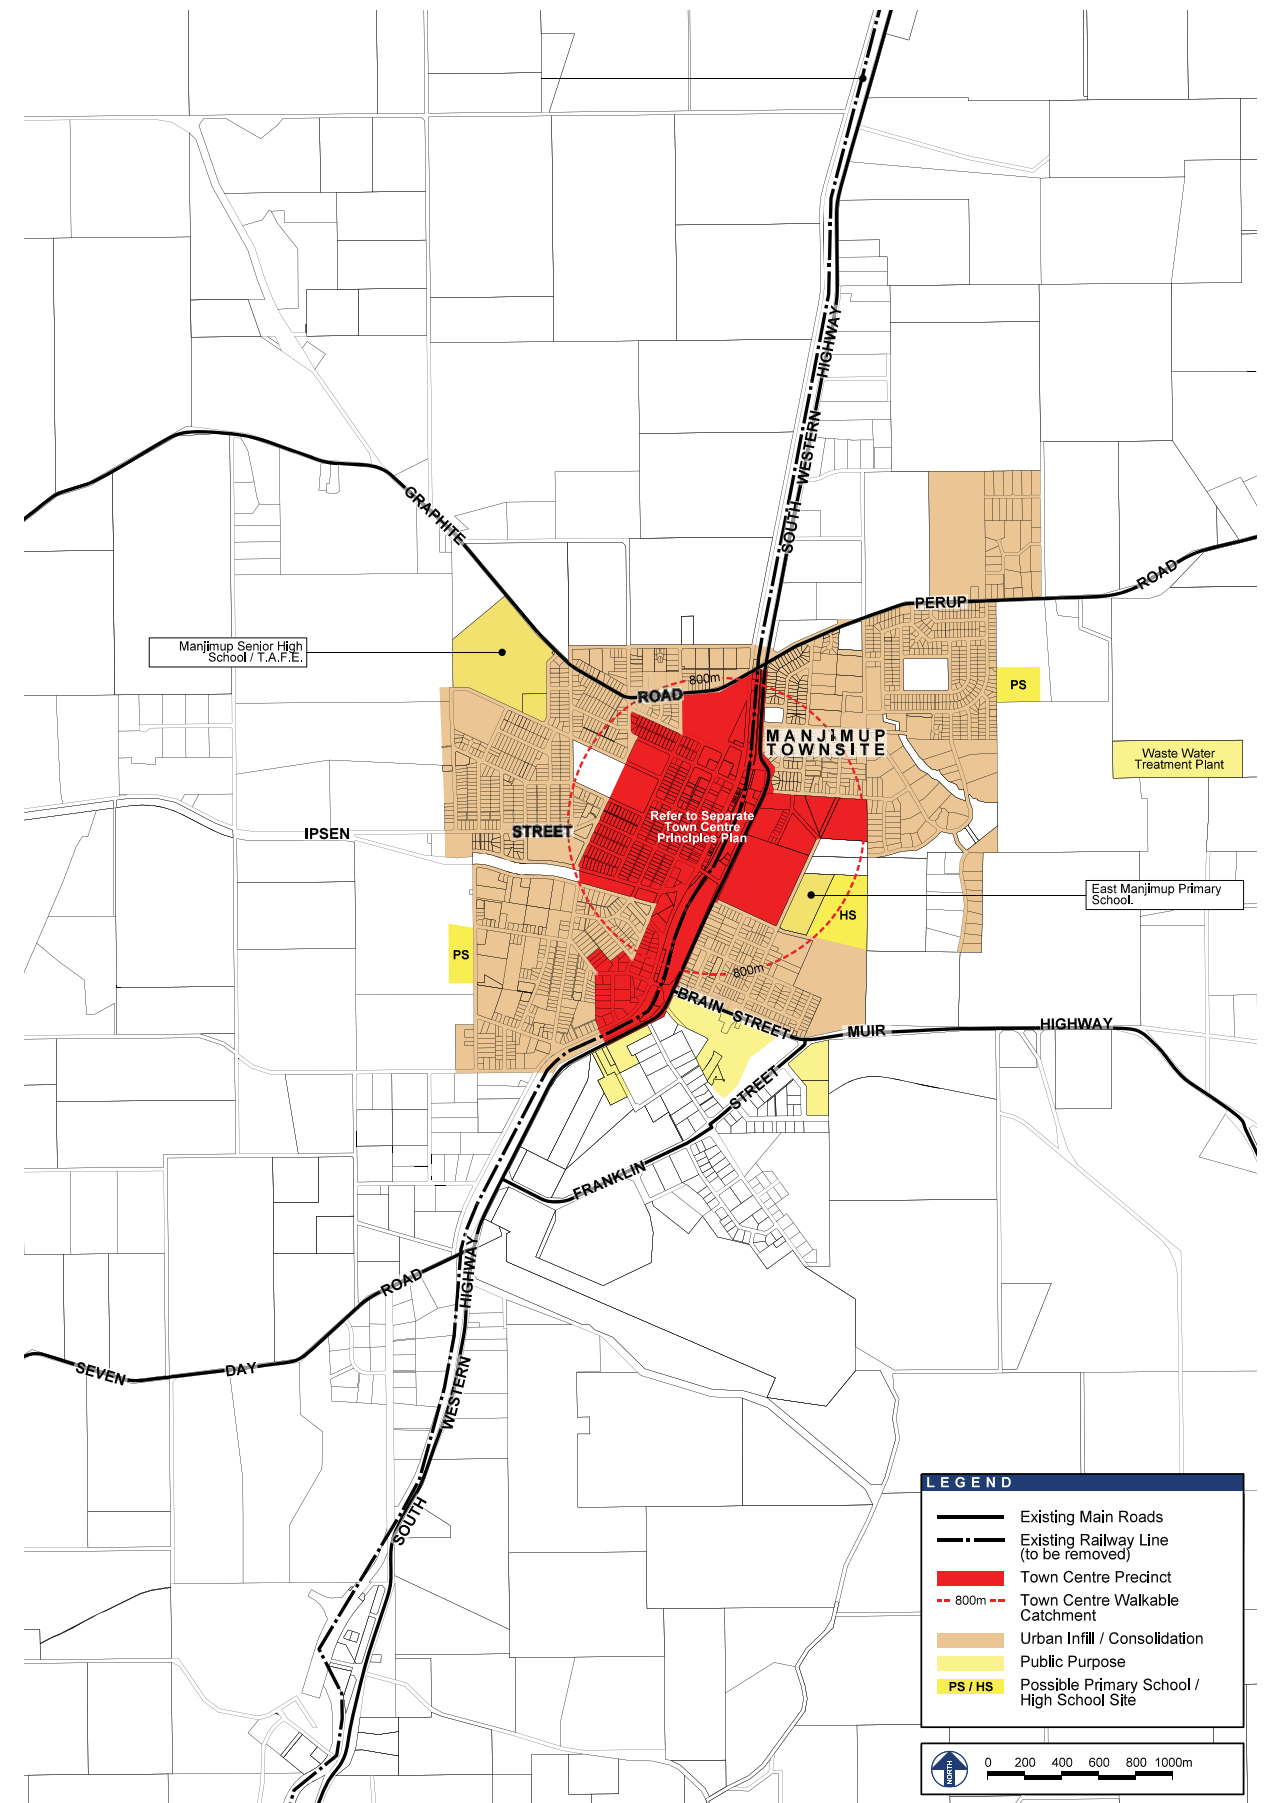 SOUTH WESTERN HIGHWAY
GRAPHITE
ROAD
PERUP
ROAD
Manjimup Senior High
School / T.A.F.E.
800m
PS
MANJIMUP
TOWNSITE
Waste Water
Treatment Plant
IPSEN
STREET
Refer to Separate
Town Centre
Principles Plan
East Manjimup Primary
School.
HS
PS
800m
BRAIN STREET
MUIR
HIGHWAY
STREET
FRANKLIN
ROAD
SEVEN
DAY
SOUTH WESTERN HIGHWAY
LEGEND
Existing Main Roads
Existing Railway Line
(to be removed)
Town Centre Precinct
800m
Town Centre Walkable
Catchment
Urban Infill / Consolidation
Public Purpose
PS / HS
Possible Primary School /
High School Site
NORTH
0 200 400 600 800 1000m